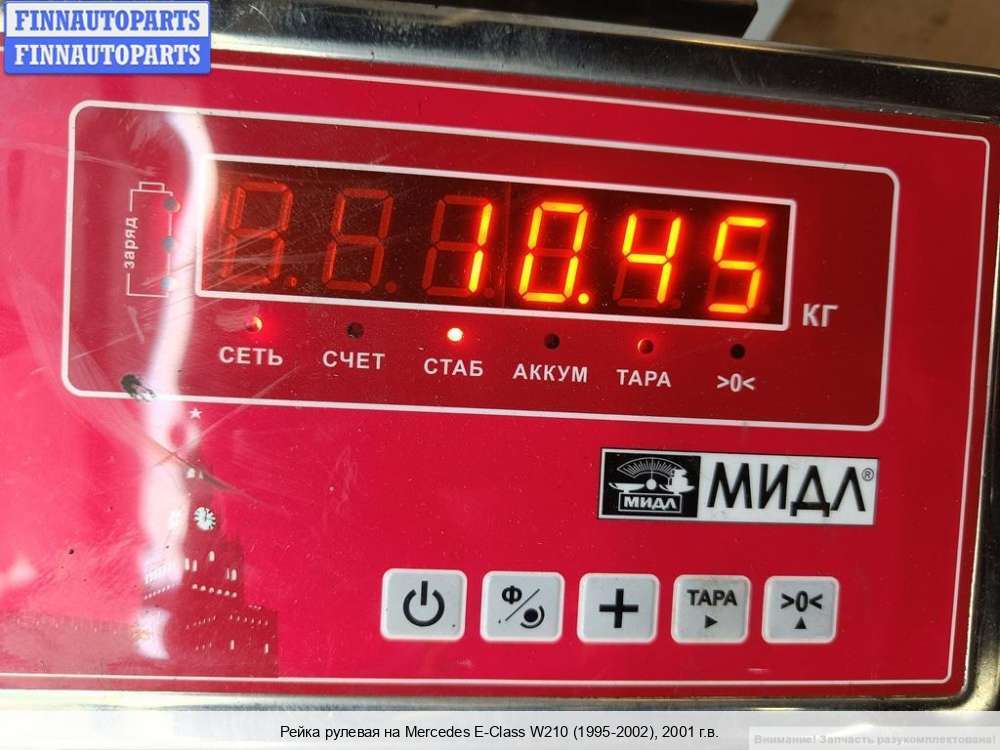 FINNAUTOPARTS
FINNAUTOPARTS
заряд
10.45
КГ
СЕТЬ СЧЕТ СТАБ АККУМ ТАРА >0<
МИДЛ МИДЛ®
Ф + ТАРА >0<
Рейка рулевая на Mercedes E-Class W210 (1995-2002), 2001 г.в.
Внимание! Запчасть разукомплектована!